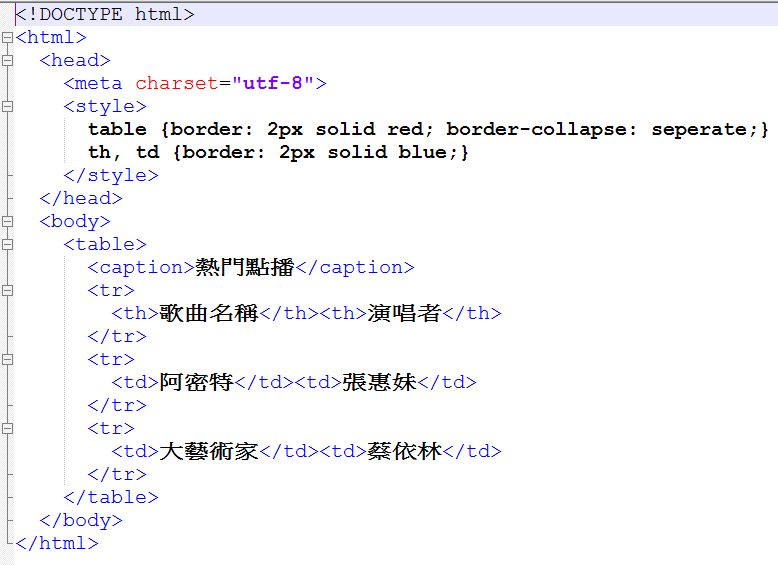 <!DOCTYPE html>
<html>
<head>
<meta charset="utf-8">
<style>
table {border: 2px solid red; border-collapse: seperate;}
th, td {border: 2px solid blue;}
</style>
</head>
<body>
<table>
<caption>熱門點播</caption>
<tr>
<th>歌曲名稱</th><th>演唱者</th>
</tr>
<tr>
<td>阿密特</td><td>張惠妹</td>
</tr>
<tr>
<td>大藝術家</td><td>蔡依林</td>
</tr>
</table>
</body>
</html>